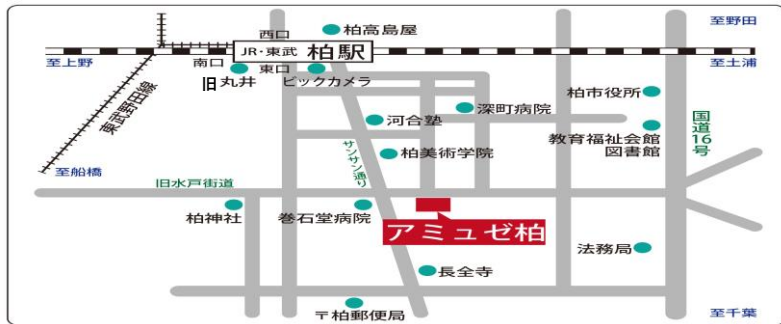 柏高島屋
至野田
西口
JR・東武 柏駅
至上野
南口
東口
至土浦
旧丸井
ビックカメラ
東武野田線
柏市役所
深町病院
河合塾
国道16号
教育福祉会館
図書館
サンサン通り
柏美術学院
至船橋
旧水戸街道
柏神社
巻石堂病院
アミュゼ柏
法務局
長全寺
〒柏郵便局
至千葉